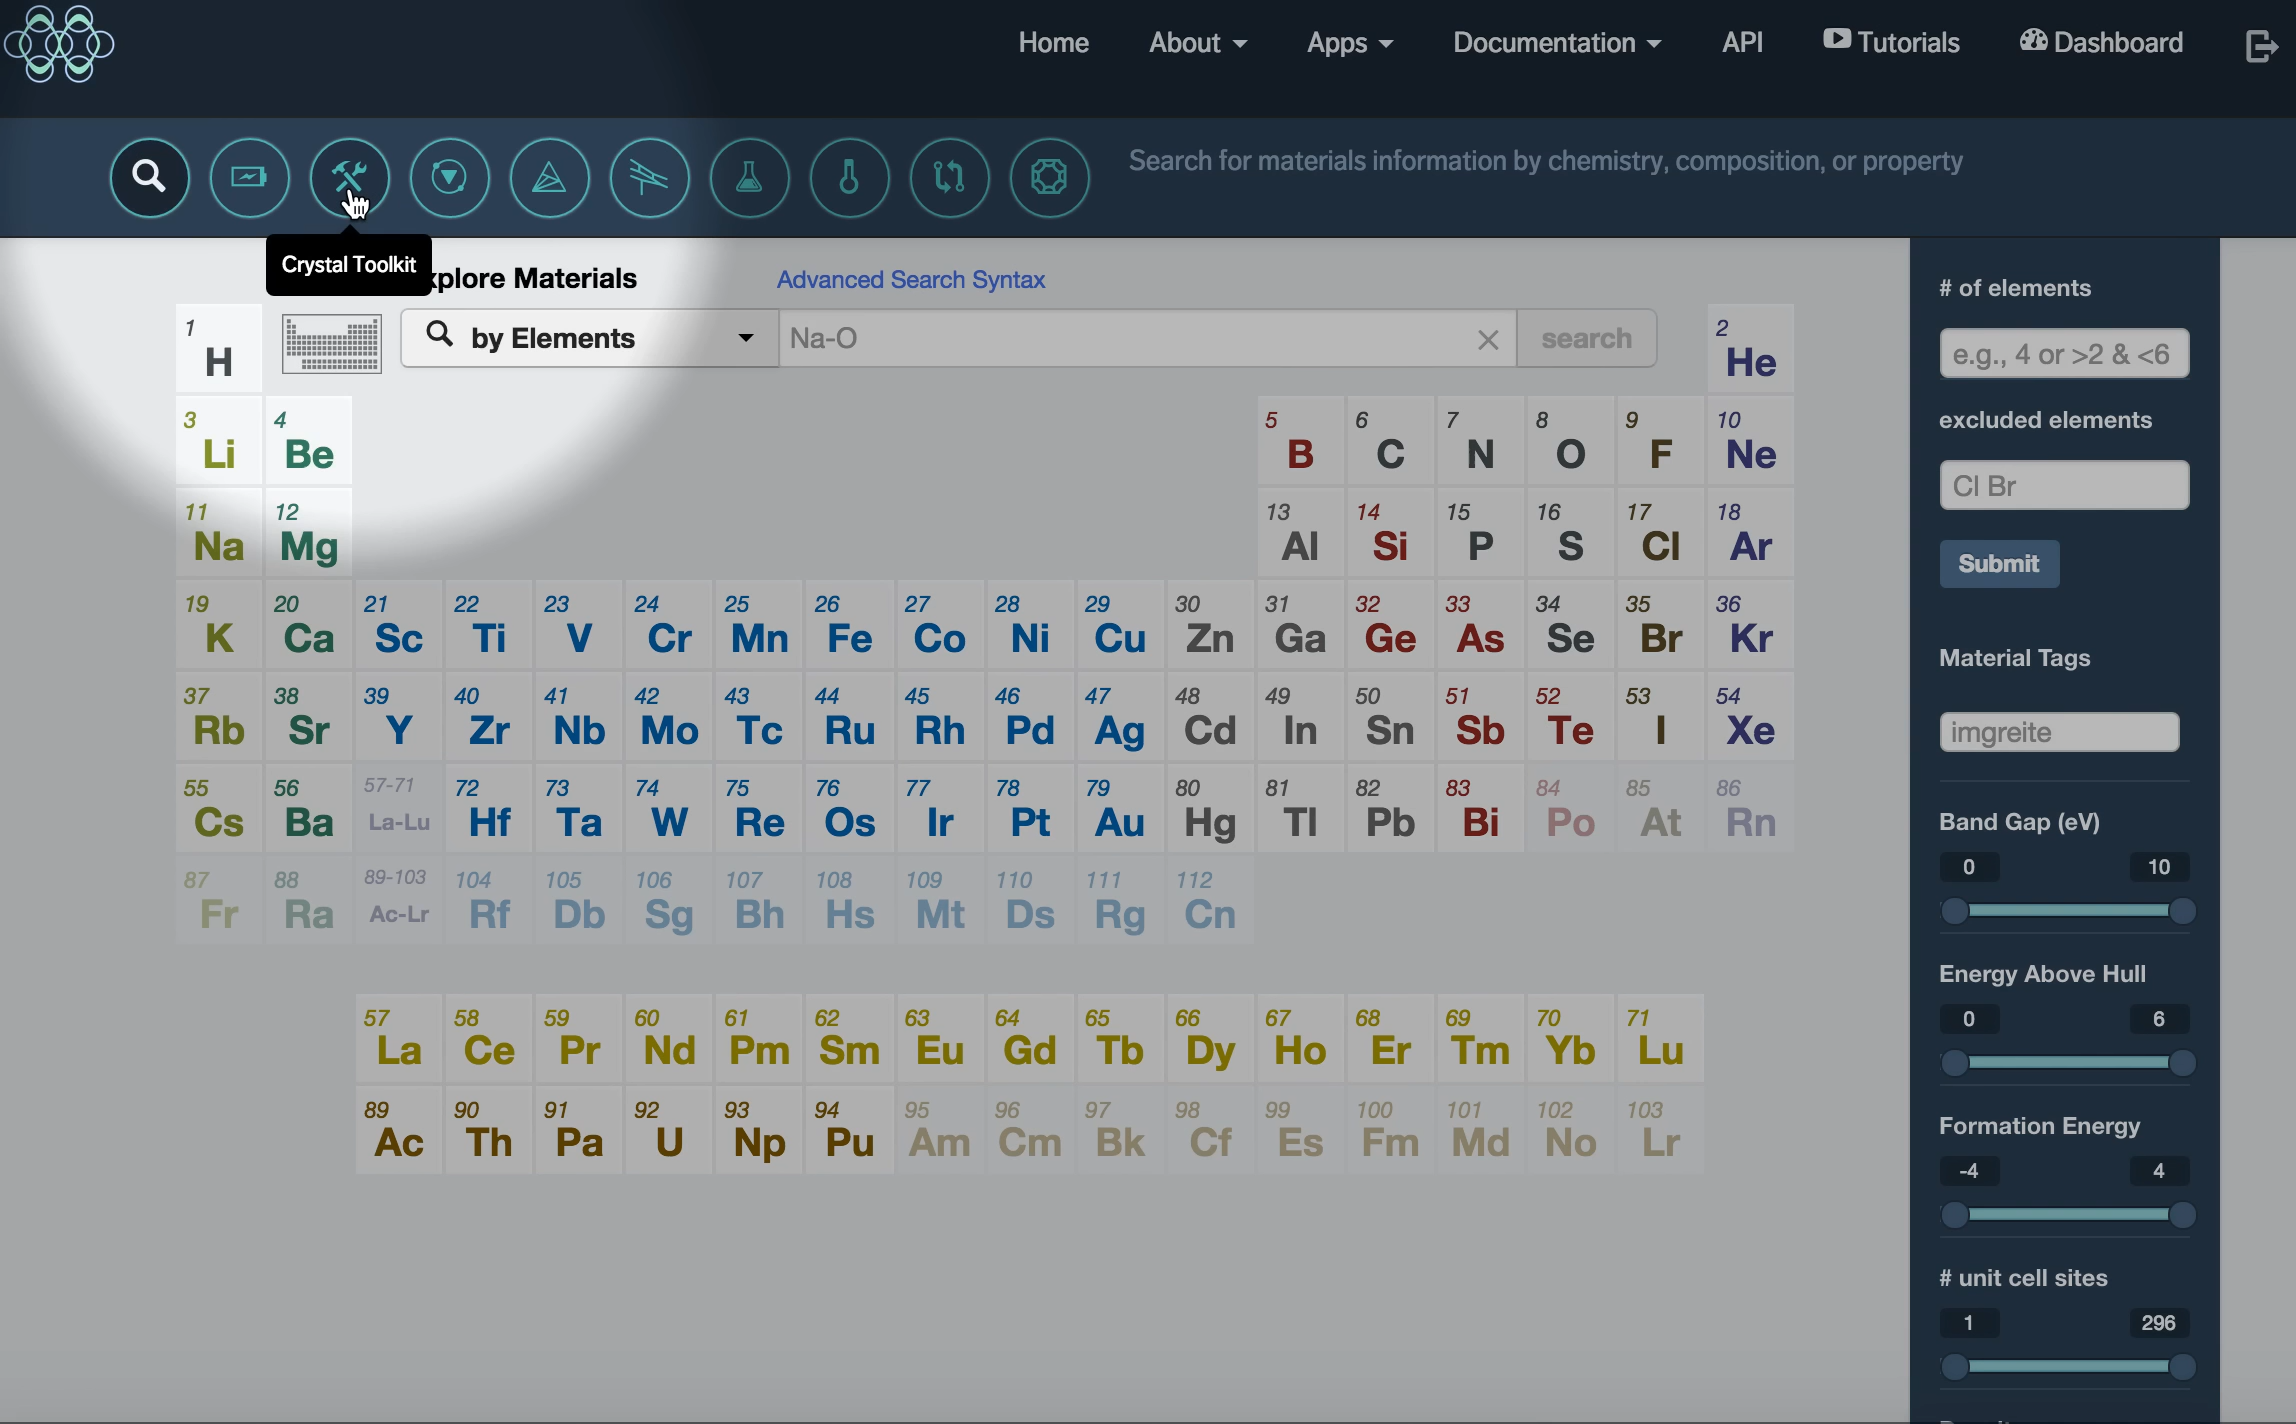 Home About Apps Documentation API Tutorials Dashboard
Search for materials information by chemistry, composition, or property
Crystal Toolkit
xplore Materials
Advanced Search Syntax
by Elements
Na-O
search
1 H
2 He
3 Li
4 Be
5 B
6 C
7 N
8 O
9 F
10 Ne
11 Na
12 Mg
13 Al
14 Si
15 P
16 S
17 Cl
18 Ar
19 K
20 Ca
21 Sc
22 Ti
23 V
24 Cr
25 Mn
26 Fe
27 Co
28 Ni
29 Cu
30 Zn
31 Ga
32 Ge
33 As
34 Se
35 Br
36 Kr
37 Rb
38 Sr
39 Y
40 Zr
41 Nb
42 Mo
43 Tc
44 Ru
45 Rh
46 Pd
47 Ag
48 Cd
49 In
50 Sn
51 Sb
52 Te
53 I
54 Xe
55 Cs
56 Ba
57-71 La-Lu
72 Hf
73 Ta
74 W
75 Re
76 Os
77 Ir
78 Pt
79 Au
80 Hg
81 Tl
82 Pb
83 Bi
84 Po
85 At
86 Rn
87 Fr
88 Ra
89-103 Ac-Lr
104 Rf
105 Db
106 Sg
107 Bh
108 Hs
109 Mt
110 Ds
111 Rg
112 Cn
57 La
58 Ce
59 Pr
60 Nd
61 Pm
62 Sm
63 Eu
64 Gd
65 Tb
66 Dy
67 Ho
68 Er
69 Tm
70 Yb
71 Lu
89 Ac
90 Th
91 Pa
92 U
93 Np
94 Pu
95 Am
96 Cm
97 Bk
98 Cf
99 Es
100 Fm
101 Md
102 No
103 Lr
# of elements
e.g., 4 or >2 & <6
excluded elements
Cl Br
Submit
Material Tags
imgreite
Band Gap (eV)
0 10
Energy Above Hull
0 6
Formation Energy
-4 4
# unit cell sites
1 296